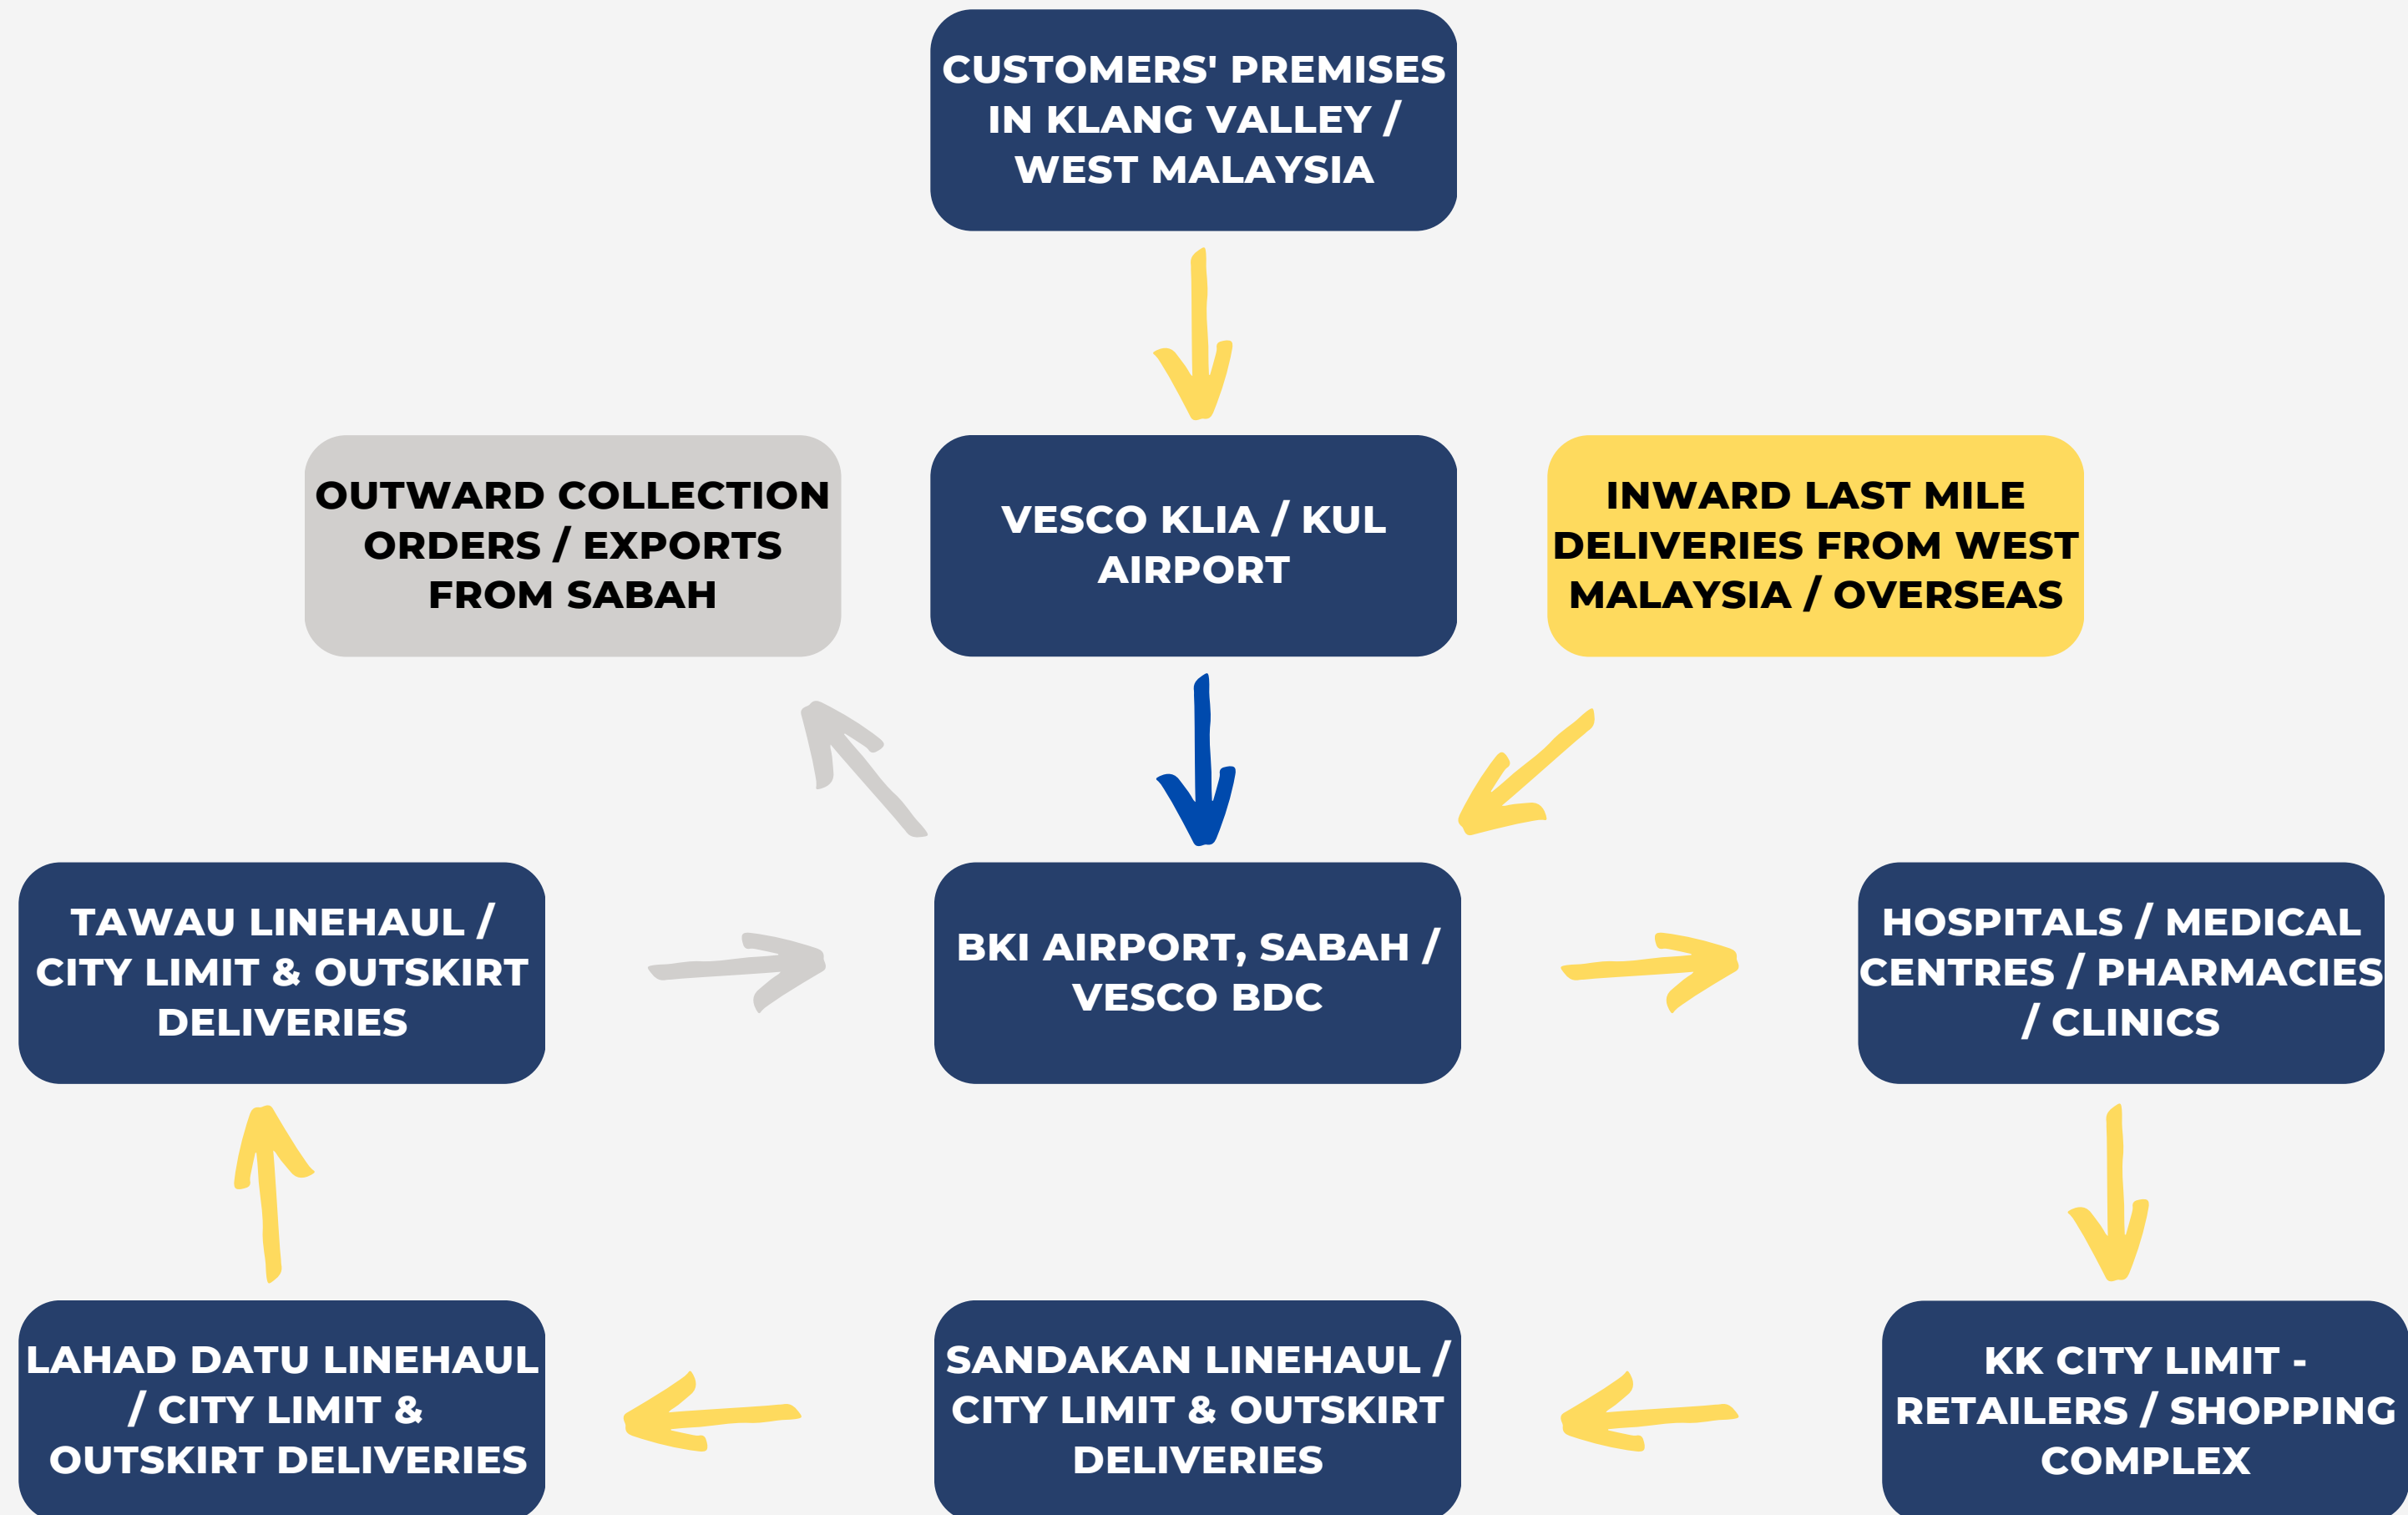 CUSTOMERS' PREMISES
IN KLANG VALLEY /
WEST MALAYSIA
OUTWARD COLLECTION
ORDERS / EXPORTS
FROM SABAH
VESCO KLIA / KUL
AIRPORT
INWARD LAST MILE
DELIVERIES FROM WEST
MALAYSIA / OVERSEAS
TAWAU LINEHAUL /
CITY LIMIT & OUTSKIRT
DELIVERIES
BKI AIRPORT, SABAH /
VESCO BDC
HOSPITALS / MEDICAL
CENTRES / PHARMACIES
/ CLINICS
LAHAD DATU LINEHAUL
/ CITY LIMIT &
OUTSKIRT DELIVERIES
SANDAKAN LINEHAUL /
CITY LIMIT & OUTSKIRT
DELIVERIES
KK CITY LIMIT -
RETAILERS / SHOPPING
COMPLEX